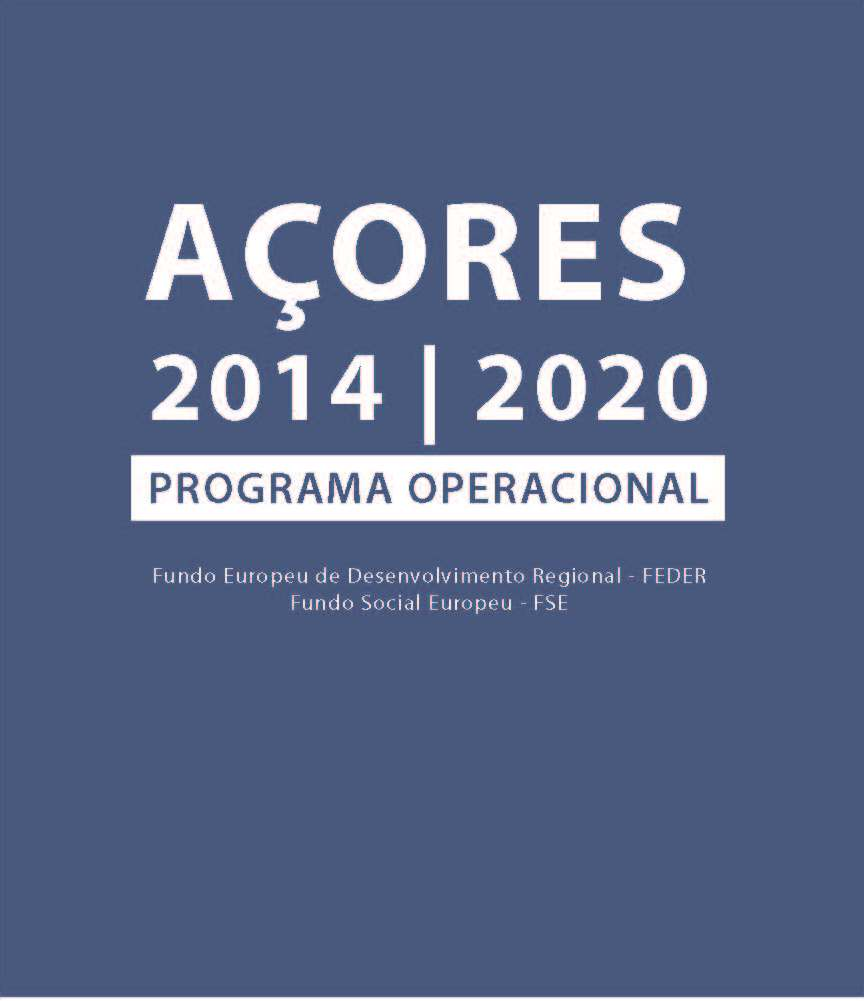 AÇORES
2014 | 2020
PROGRAMA OPERACIONAL
Fundo Europeu de Desenvolvimento Regional - FEDER
Fundo Social Europeu - FSE